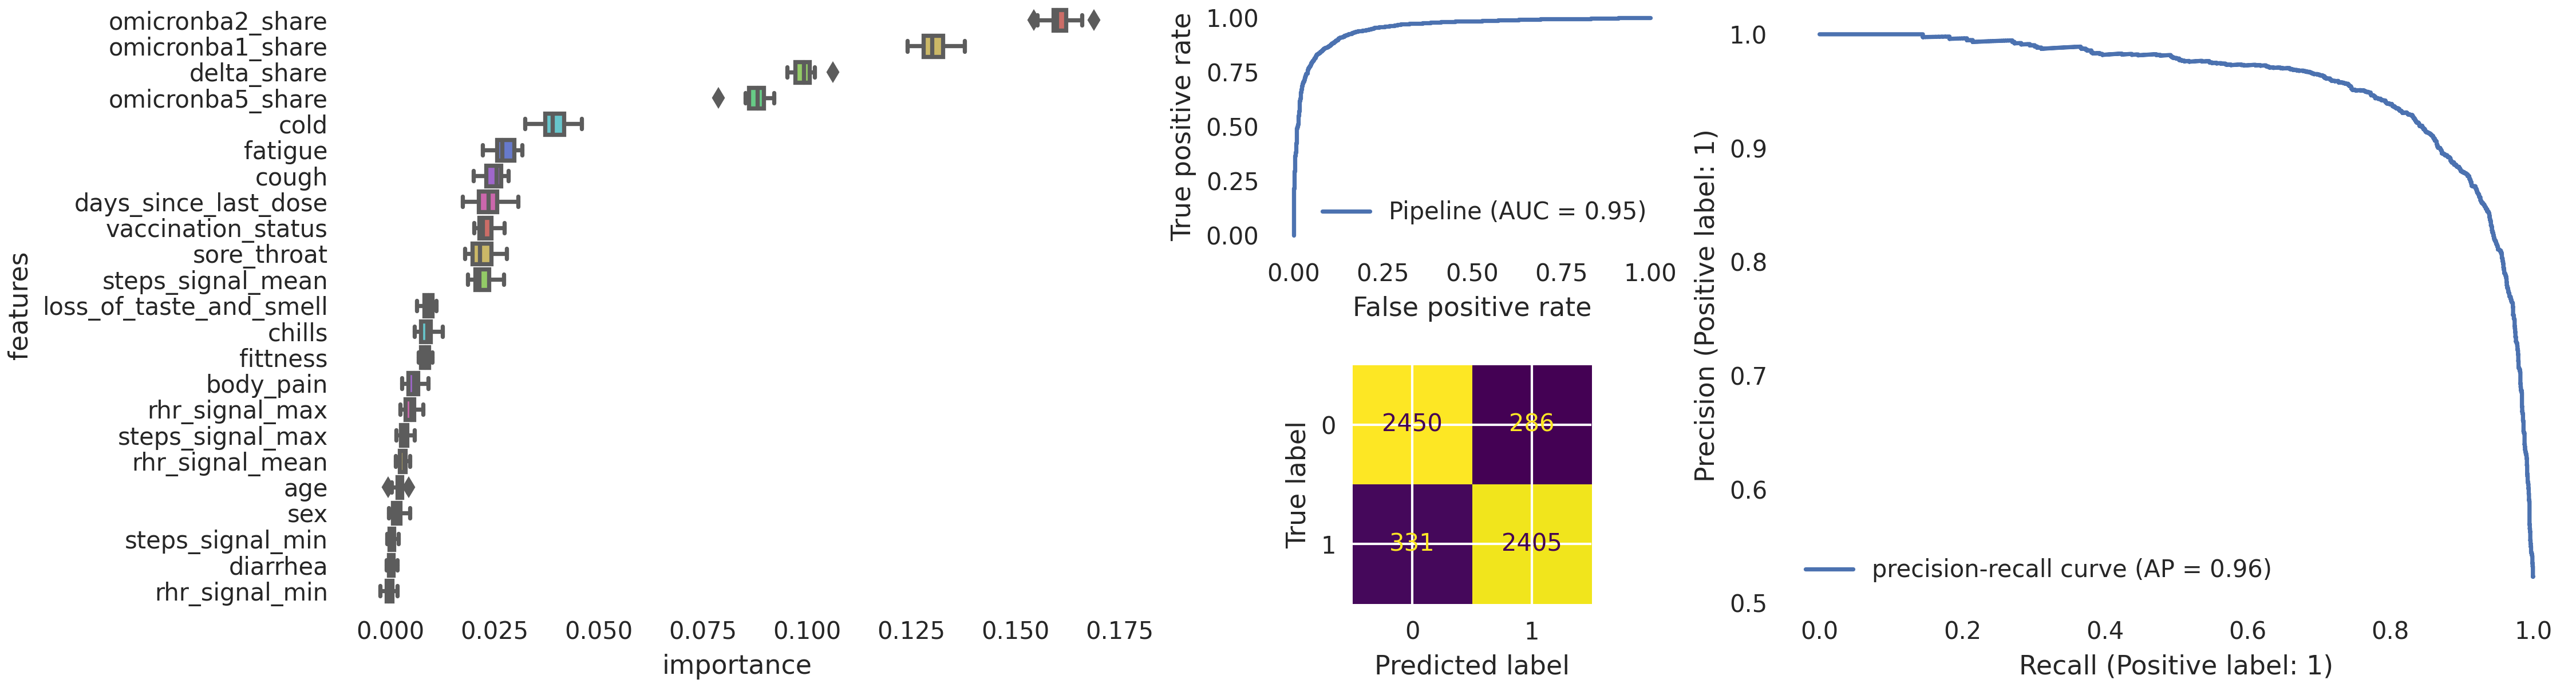 features
omicronba2_share
omicronba1_share
delta_share
omicronba5_share
cold
fatigue
cough
days_since_last_dose
vaccination_status
sore_throat
steps_signal_mean
loss_of_taste_and_smell
chills
fittness
body_pain
rhr_signal_max
steps_signal_max
rhr_signal_mean
age
sex
steps_signal_min
diarrhea
rhr_signal_min
0.000 0.025 0.050 0.075 0.100 0.125 0.150 0.175
importance
True positive rate
1.00
0.75
0.50
0.25
0.00
Pipeline (AUC = 0.95)
0.00 0.25 0.50 0.75 1.00
False positive rate
True label
0
1
2450 286
331 2405
0 1
Predicted label
Precision (Positive label: 1)
1.0
0.9
0.8
0.7
0.6
0.5
precision-recall curve (AP = 0.96)
0.0 0.2 0.4 0.6 0.8 1.0
Recall (Positive label: 1)